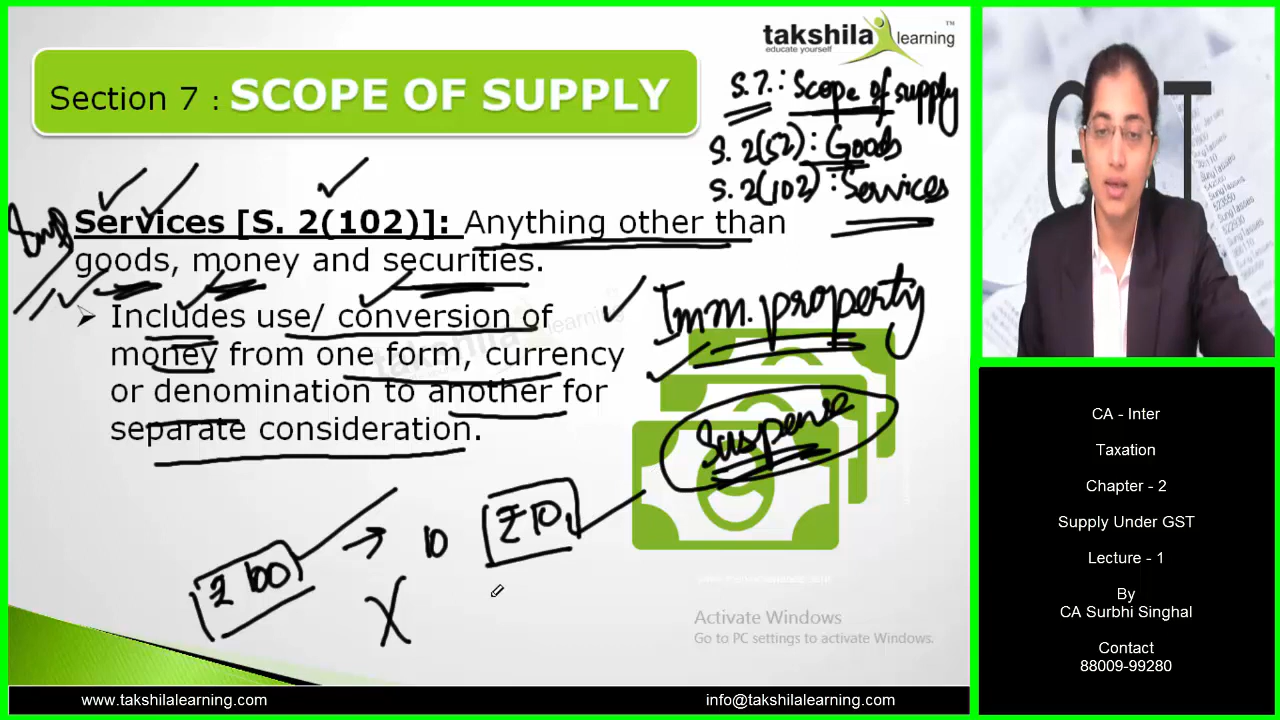 takshila learning
TM
educate yourself
Section 7 : SCOPE OF SUPPLY
S. 7. : Scope of supply
S. 2(52) : Goods
S. 2(102) : Services
Imp
Services [S. 2(102)]: Anything other than
goods, money and securities.
Includes use/ conversion of
money from one form, currency
or denomination to another for
separate consideration.
Imm. property
Suspense
₹ 100 → 10 ₹10
X
GST
Activate Windows
Go to PC settings to activate Windows.
CA - Inter
Taxation
Chapter - 2
Supply Under GST
Lecture - 1
By
CA Surbhi Singhal
Contact
88009-99280
www.takshilalearning.com
info@takshilalearning.com